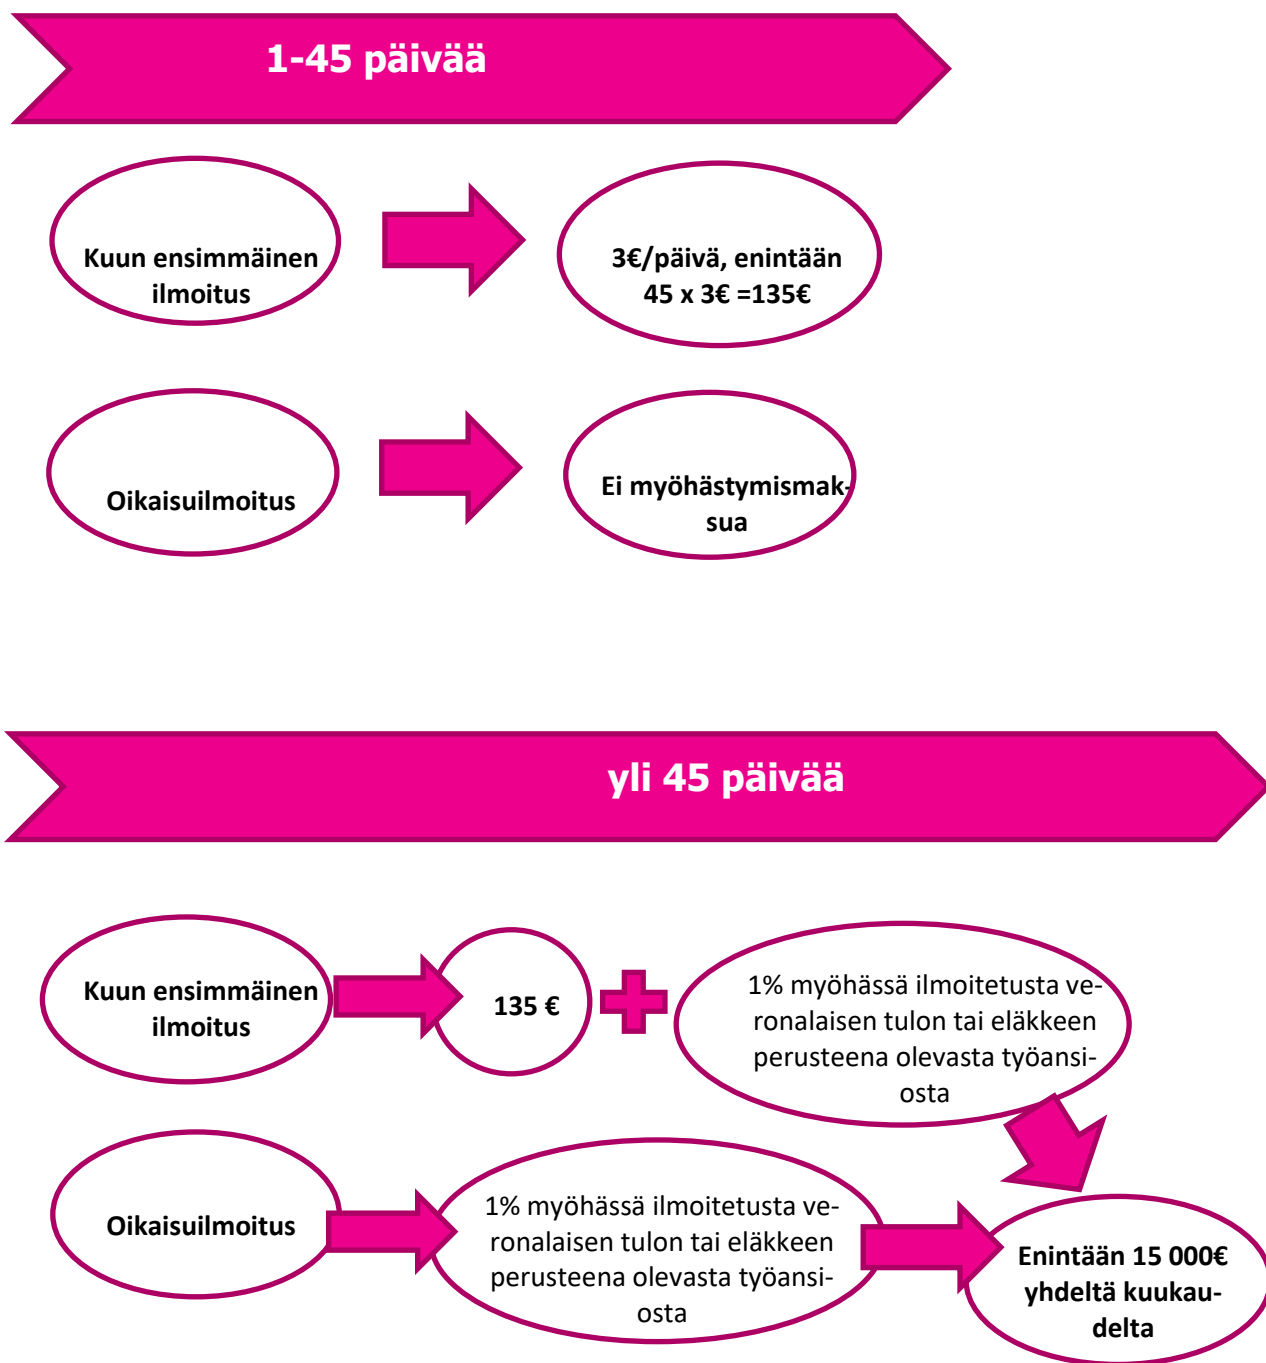 1-45 päivää
Kuun ensimmäinen
ilmoitus
3€/päivä, enintään
45 x 3€ =135€
Oikaisuilmoitus
Ei myöhästymismak-
sua
yli 45 päivää
Kuun ensimmäinen
ilmoitus
135 €
1% myöhässä ilmoitetusta ve-
ronalaisen tulon tai eläkkeen
perusteena olevasta työansi-
osta
Oikaisuilmoitus
1% myöhässä ilmoitetusta ve-
ronalaisen tulon tai eläkkeen
perusteena olevasta työansi-
osta
Enintään 15 000€
yhdeltä kuukau-
delta